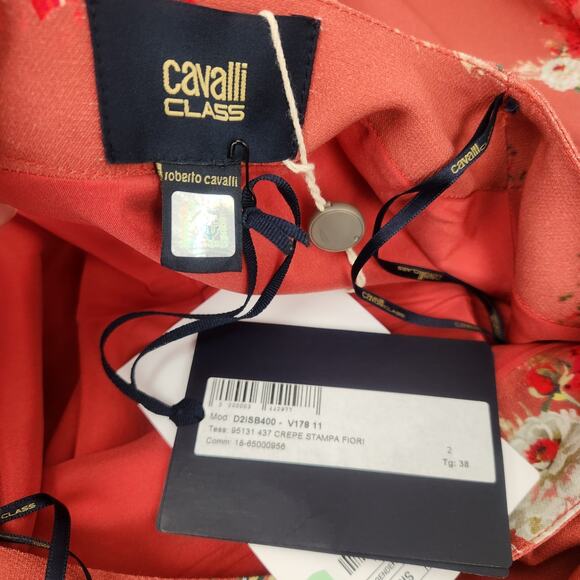 cavalli
CLASS
roberto cavalli
cavalli
CLASS
Mod D2ISB400 - V178 11
Tess: 95131 437 CREPE STAMPA FIORI
Comm: 18-65000956
2
Tg: 38
CLASS